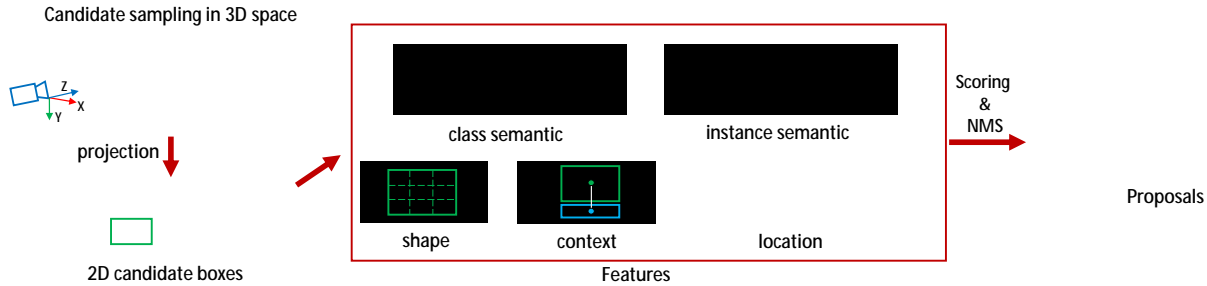 Candidate sampling in 3D space
Z
X
Y
projection
2D candidate boxes
class semantic
instance semantic
shape
context
location
Features
Scoring
&
NMS
Proposals